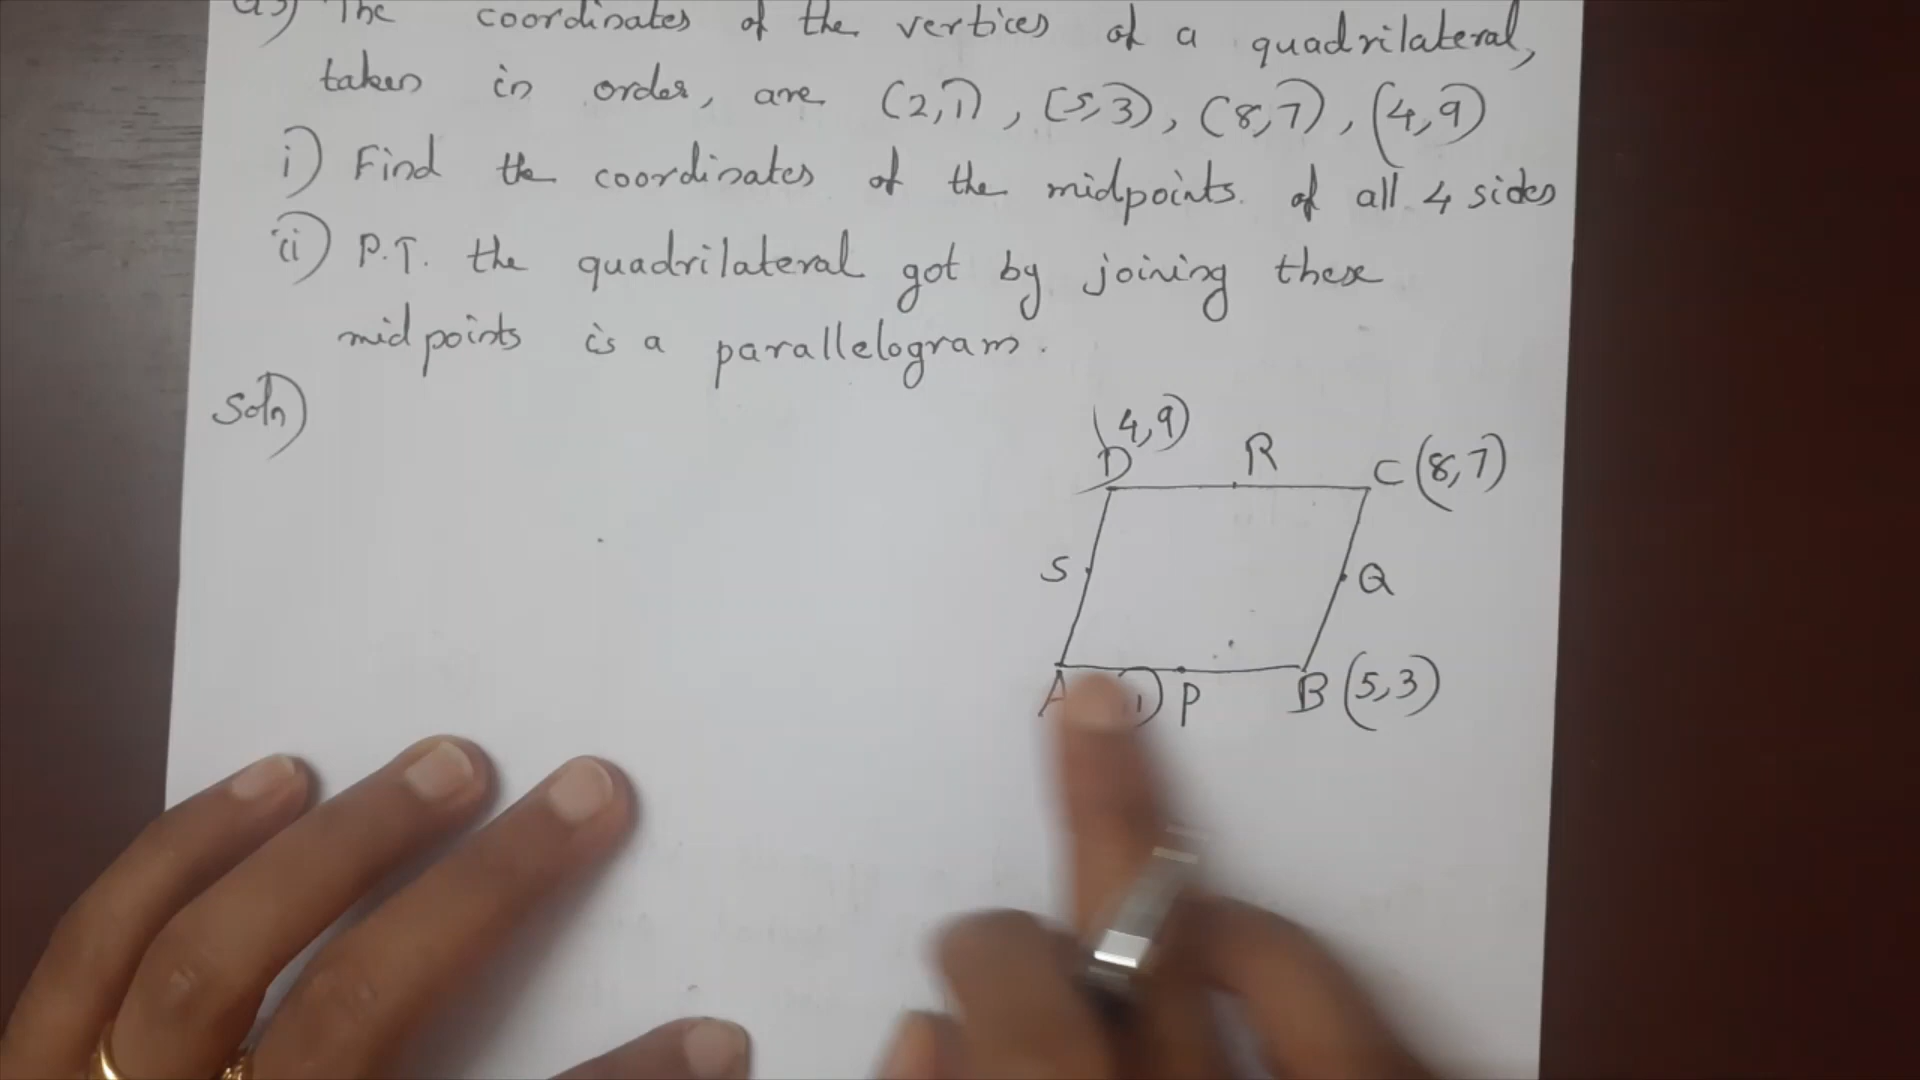 The coordinates of the vertices of a quadrilateral,
taken in order, are (2,1), (5,3), (8,7), (4,9)
i) Find the coordinates of the midpoints of all 4 sides
ii) P.T. the quadrilateral got by joining these
midpoints is a parallelogram.
Soln)
(4,9)
D R C (8,7)
S Q
A 1) P B (5,3)